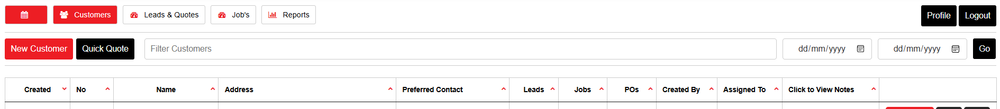 Customers Leads & Quotes Job's Reports Profile Logout
New Customer Quick Quote Filter Customers dd/mm/yyyy dd/mm/yyyy Go
Created No Name Address Preferred Contact Leads Jobs POs Created By Assigned To Click to View Notes